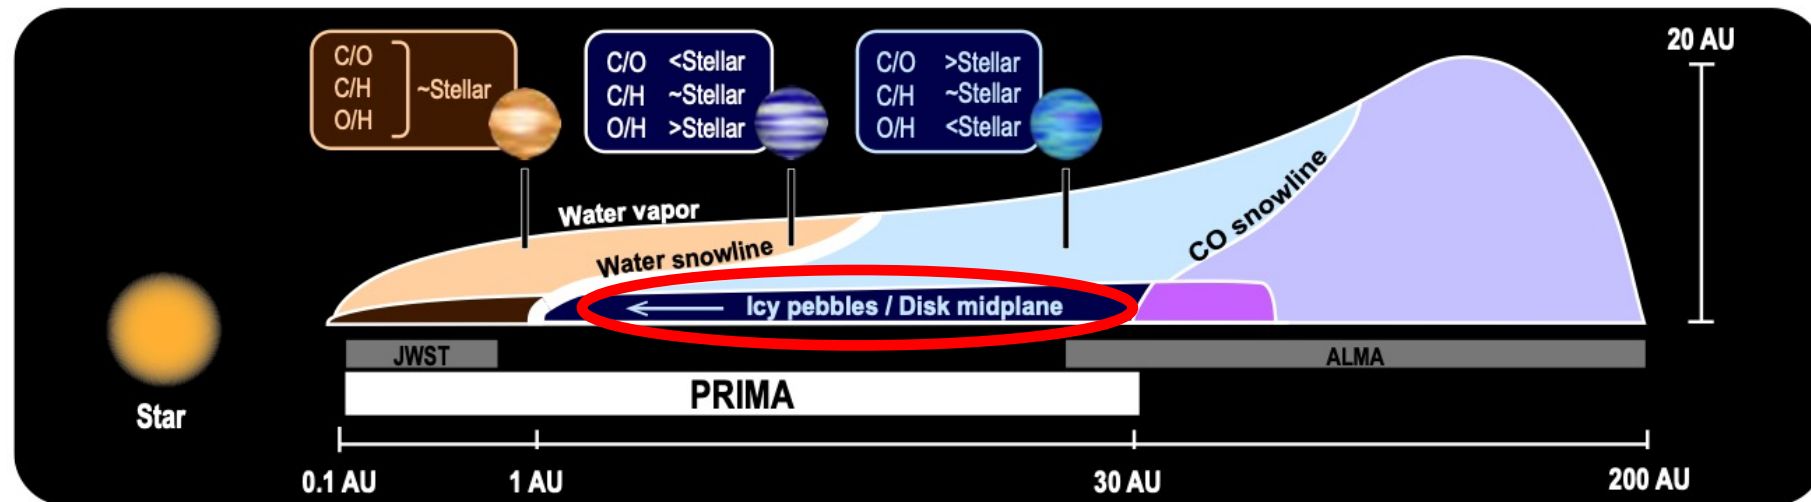 20 AU
C/O
C/H
O/H
~Stellar
C/O <Stellar
C/H ~Stellar
O/H >Stellar
C/O >Stellar
C/H ~Stellar
O/H <Stellar
Water vapor
Water snowline
CO snowline
Icy pebbles / Disk midplane
JWST
ALMA
PRIMA
Star
0.1 AU
1 AU
30 AU
200 AU